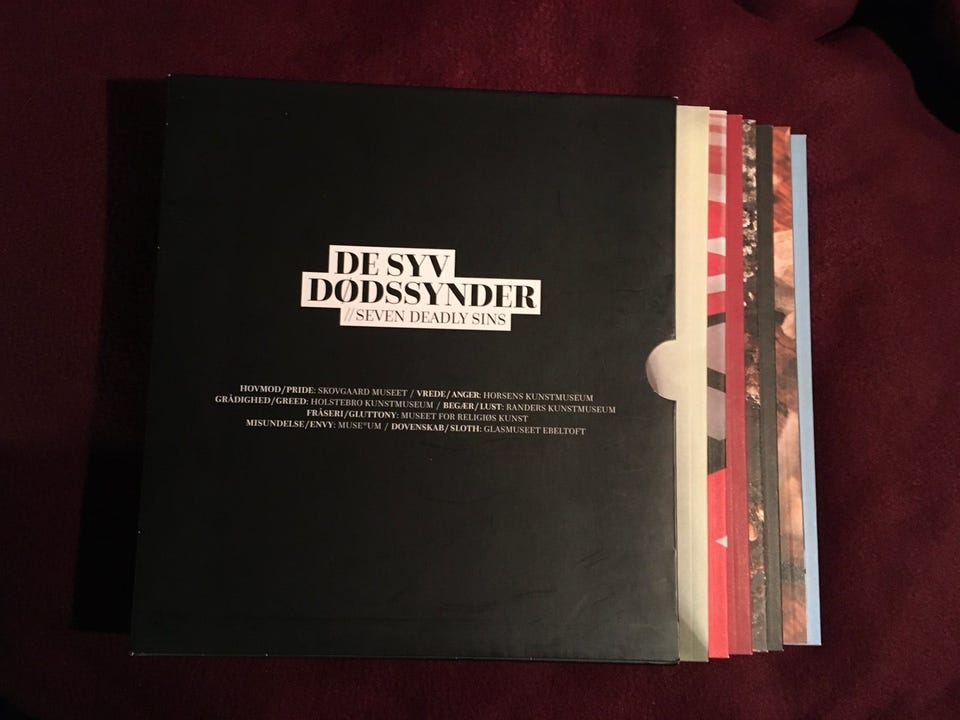 DE SYV
DØDSSYNDER
//SEVEN DEADLY SINS
HOVMOD/PRIDE: SKOVGAARD MUSEET / VREDE/ANGER: HORSENS KUNSTMUSEUM
GRÅDIGHED/GREED: HOLSTEBRO KUNSTMUSEUM / BEGÆR/LUST: RANDERS KUNSTMUSEUM
FRÅSERI/GLUTTONY: MUSEET FOR RELIGIØS KUNST
MISUNDELSE/ENVY: MUSE®UM / DOVENSKAB/SLOTH: GLASMUSEET EBELTOFT